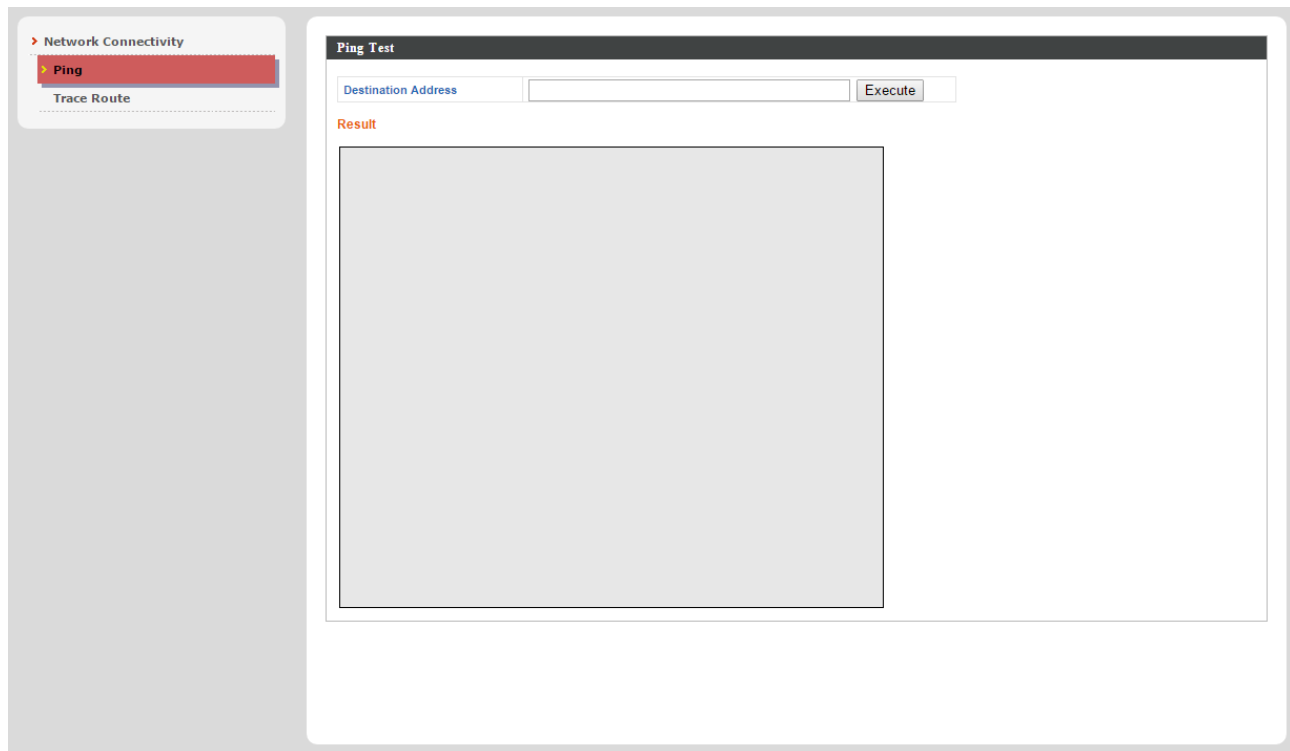 Network Connectivity
Ping
Trace Route
Ping Test
Destination Address
Execute
Result